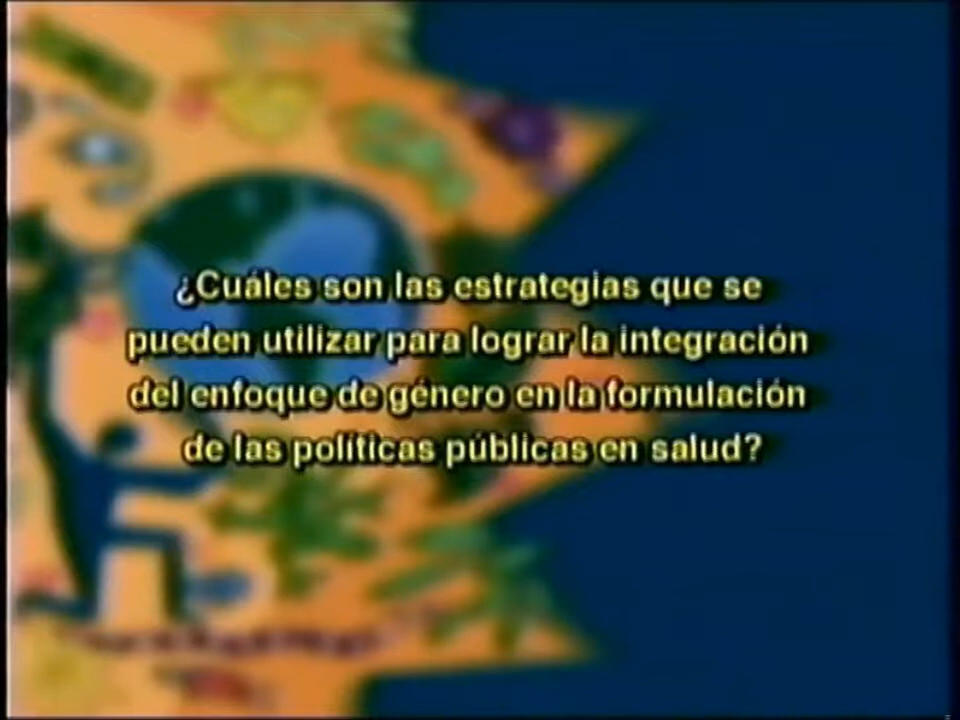 ¿Cuáles son las estrategias que se
pueden utilizar para lograr la integración
del enfoque de género en la formulación
de las políticas públicas en salud?